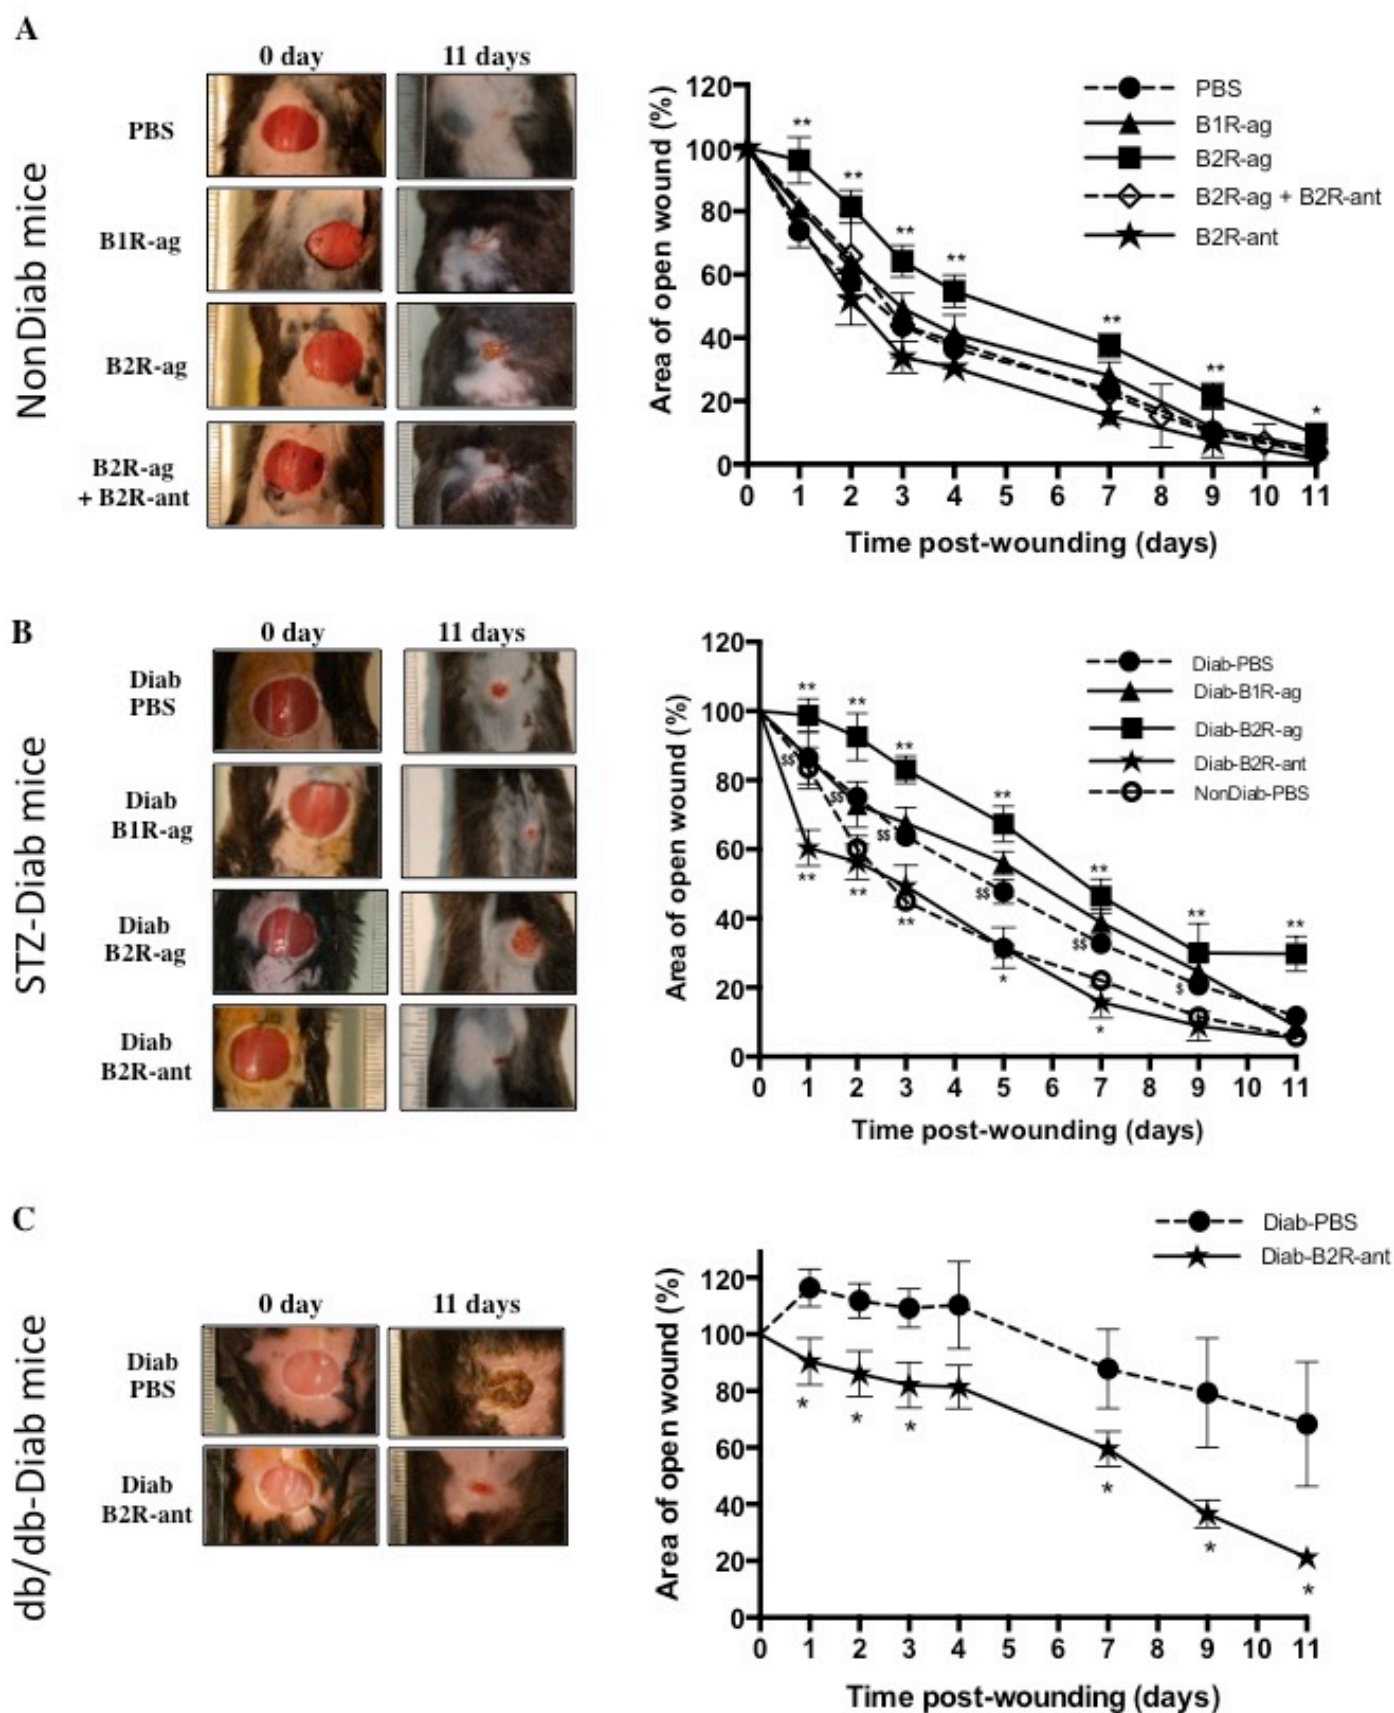 A
0 day 11 days
NonDiab mice
PBS
B1R-ag
B2R-ag
B2R-ag
+ B2R-ant
Area of open wound (%)
120
100
80
60
40
20
0
** ** ** ** ** ** *
0 1 2 3 4 7 8 9 10 11
Time post-wounding (days)
PBS
B1R-ag
B2R-ag
B2R-ag + B2R-ant
B2R-ant
B
0 day 11 days
STZ-Diab mice
Diab
PBS
Diab
B1R-ag
Diab
B2R-ag
Diab
B2R-ant
Area of open wound (%)
120
100
80
60
40
20
0
** ** ** ** ** ** **
$$ $$ $$ $$ $$ $
** ** ** * *
0 1 2 3 5 6 7 8 9 10 11
Time post-wounding (days)
Diab-PBS
Diab-B1R-ag
Diab-B2R-ag
Diab-B2R-ant
NonDiab-PBS
C
0 day 11 days
db/db-Diab mice
Diab
PBS
Diab
B2R-ant
Area of open wound (%)
120
100
80
60
40
20
0
* * * * * *
0 1 2 3 4 5 7 8 9 10 11
Time post-wounding (days)
Diab-PBS
Diab-B2R-ant